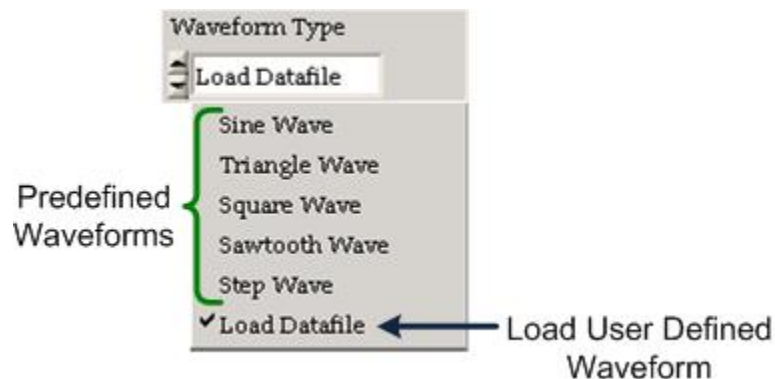 Waveform Type
Load Datafile
Sine Wave
Triangle Wave
Square Wave
Sawtooth Wave
Step Wave
Load Datafile
Predefined
Waveforms
Load User Defined
Waveform